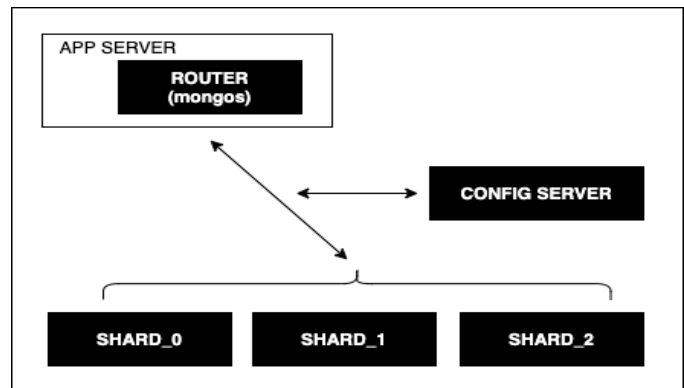 APP SERVER
ROUTER
(mongos)
CONFIG SERVER
SHARD_0
SHARD_1
SHARD_2